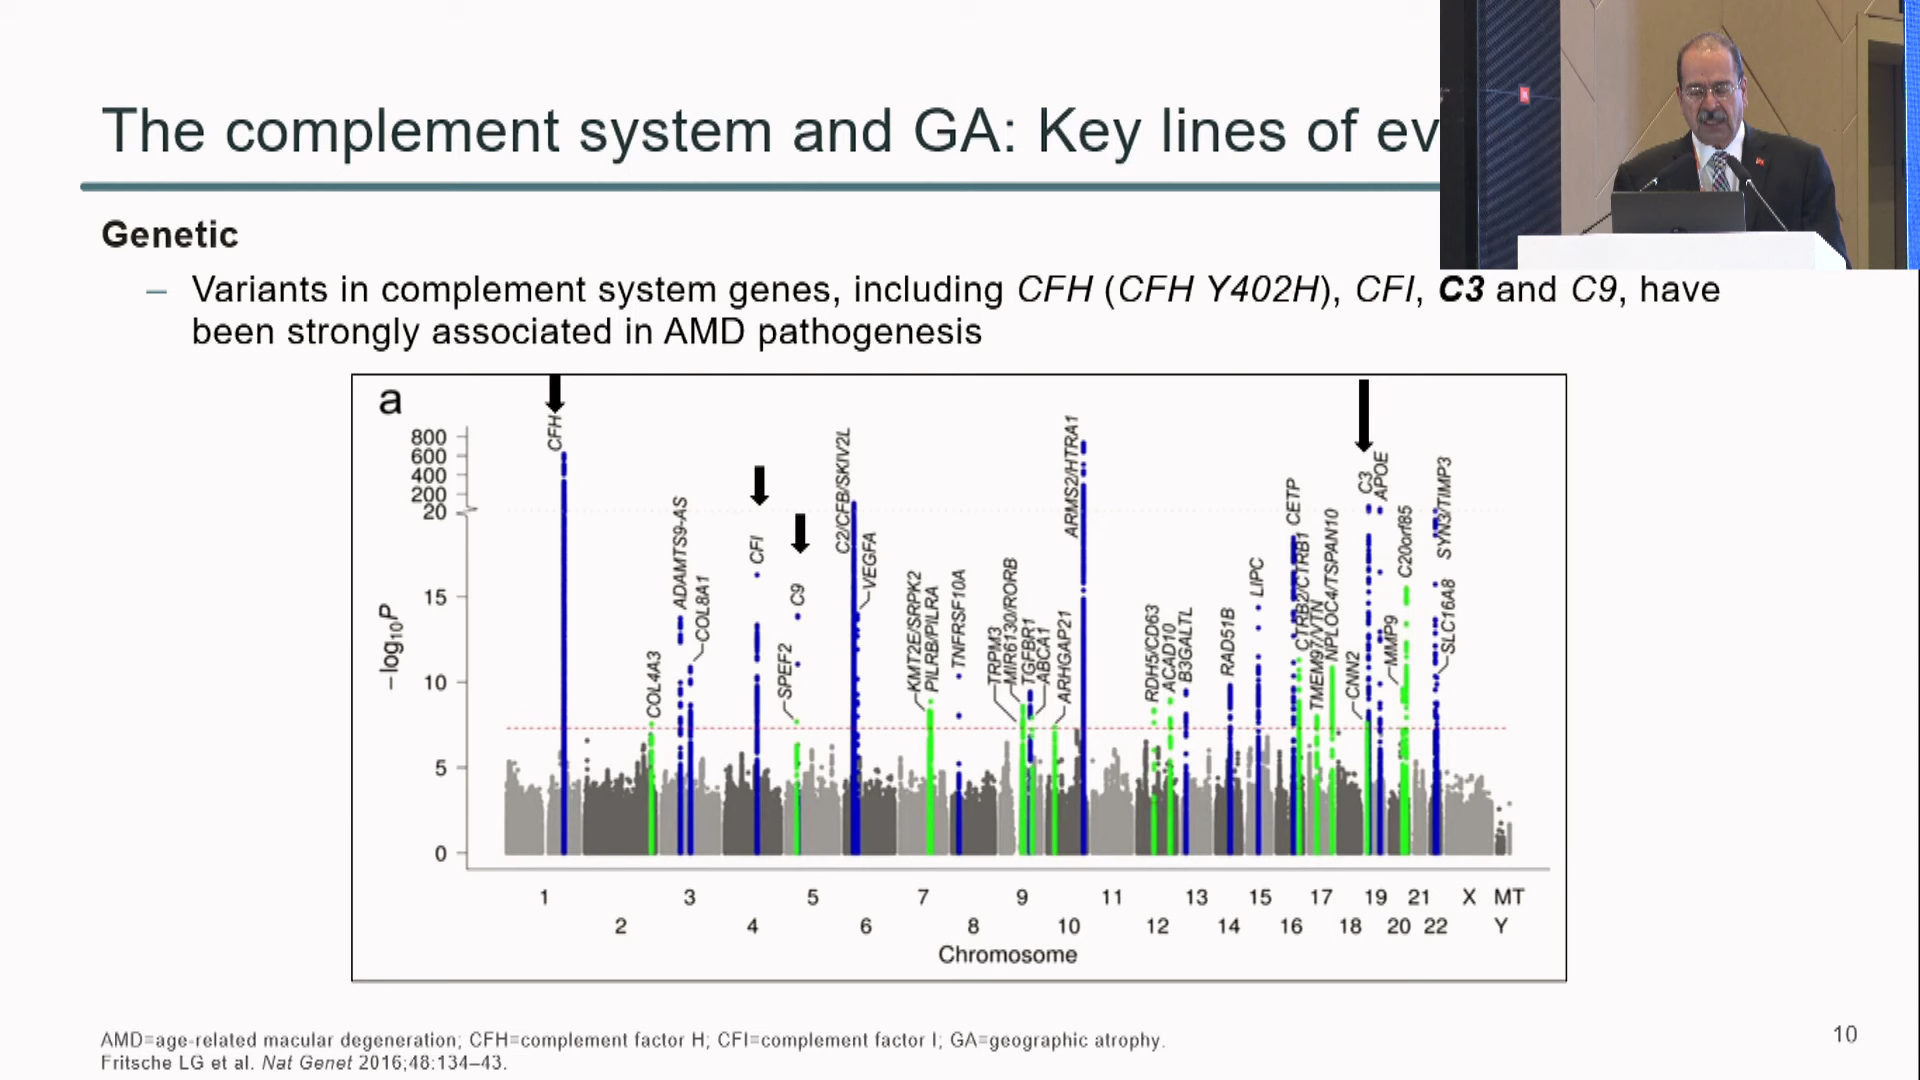 The complement system and GA: Key lines of ev
Genetic
– Variants in complement system genes, including CFH (CFH Y402H), CFI, C3 and C9, have
been strongly associated in AMD pathogenesis
a
800
600
400
200
20
15
10
5
0
–log10P
CFH
COL4A3
ADAMTS9-AS
COL8A1
CFI
SPEF2
C9
C2/CFB/SKIV2L
VEGFA
KMT2E/SRPK2
PILRB/PILRA
TNFRSF10A
TRPM3
MIR6130/RORB
TGFBR1
ABCA1
ARHGAP21
ARMS2/HTRA1
RDH5/CD63
ACAD10
B3GALTL
RAD51B
LIPC
CETP
CTRB2/CTRB1
TMEM97/VTN
NPLOC4/TSPAN10
CNN2
C3
APOE
MMP9
C20orf85
SYN3/TIMP3
SLC16A8
1 3 5 7 9 11 13 15 17 19 21 X MT
2 4 6 8 10 12 14 16 18 20 22 Y
Chromosome
AMD=age-related macular degeneration; CFH=complement factor H; CFI=complement factor I; GA=geographic atrophy.
Fritsche LG et al. Nat Genet 2016;48:134–43.
10